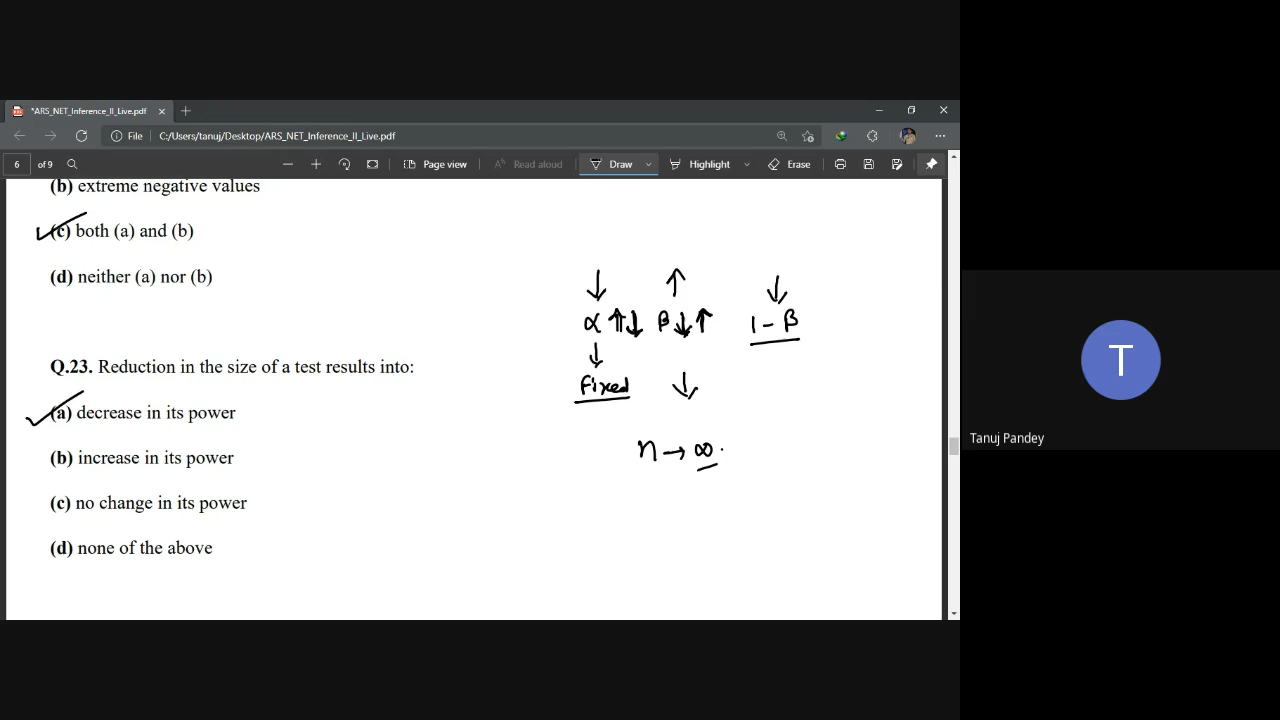 *ARS_NET_Inference_II_Live.pdf
File C:/Users/tanuj/Desktop/ARS_NET_Inference_II_Live.pdf
6 of 9 Page view Read aloud Draw Highlight Erase
(b) extreme negative values
(c) both (a) and (b)
(d) neither (a) nor (b)
↓ ↑ ↓
α ↑↓ β ↓↑ 1 - β
↓
Fixed ↓
n → ∞
Q.23. Reduction in the size of a test results into:
(a) decrease in its power
(b) increase in its power
(c) no change in its power
(d) none of the above
T
Tanuj Pandey